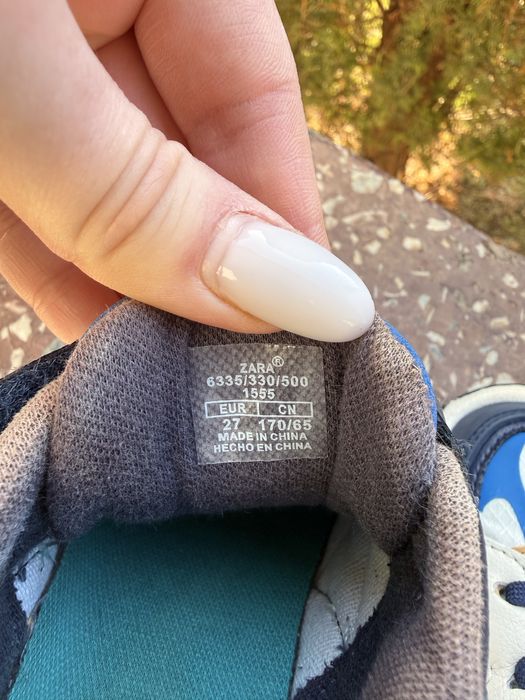 ZARA®
6335/330/500
1555
EUR CN
27 170/65
MADE IN CHINA
HECHO EN CHINA